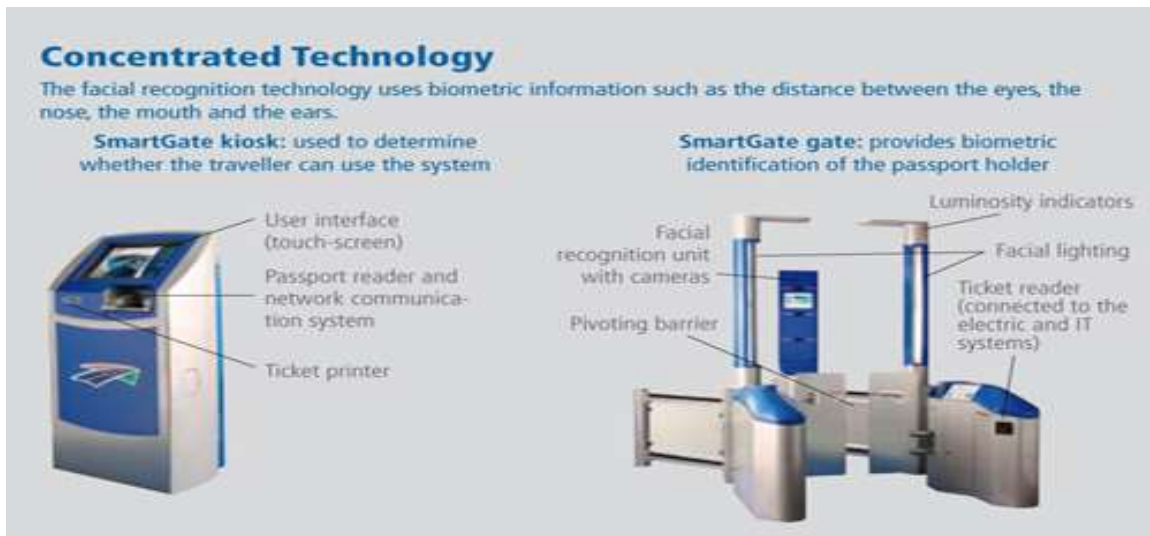 Concentrated Technology
The facial recognition technology uses biometric information such as the distance between the eyes, the
nose, the mouth and the ears.
SmartGate kiosk: used to determine
whether the traveller can use the system
User interface
(touch-screen)
Passport reader and
network communica-
tion system
Ticket printer
SmartGate gate: provides biometric
identification of the passport holder
Luminosity indicators
Facial
recognition unit
with cameras
Facial lighting
Ticket reader
(connected to the
electric and IT
systems)
Pivoting barrier